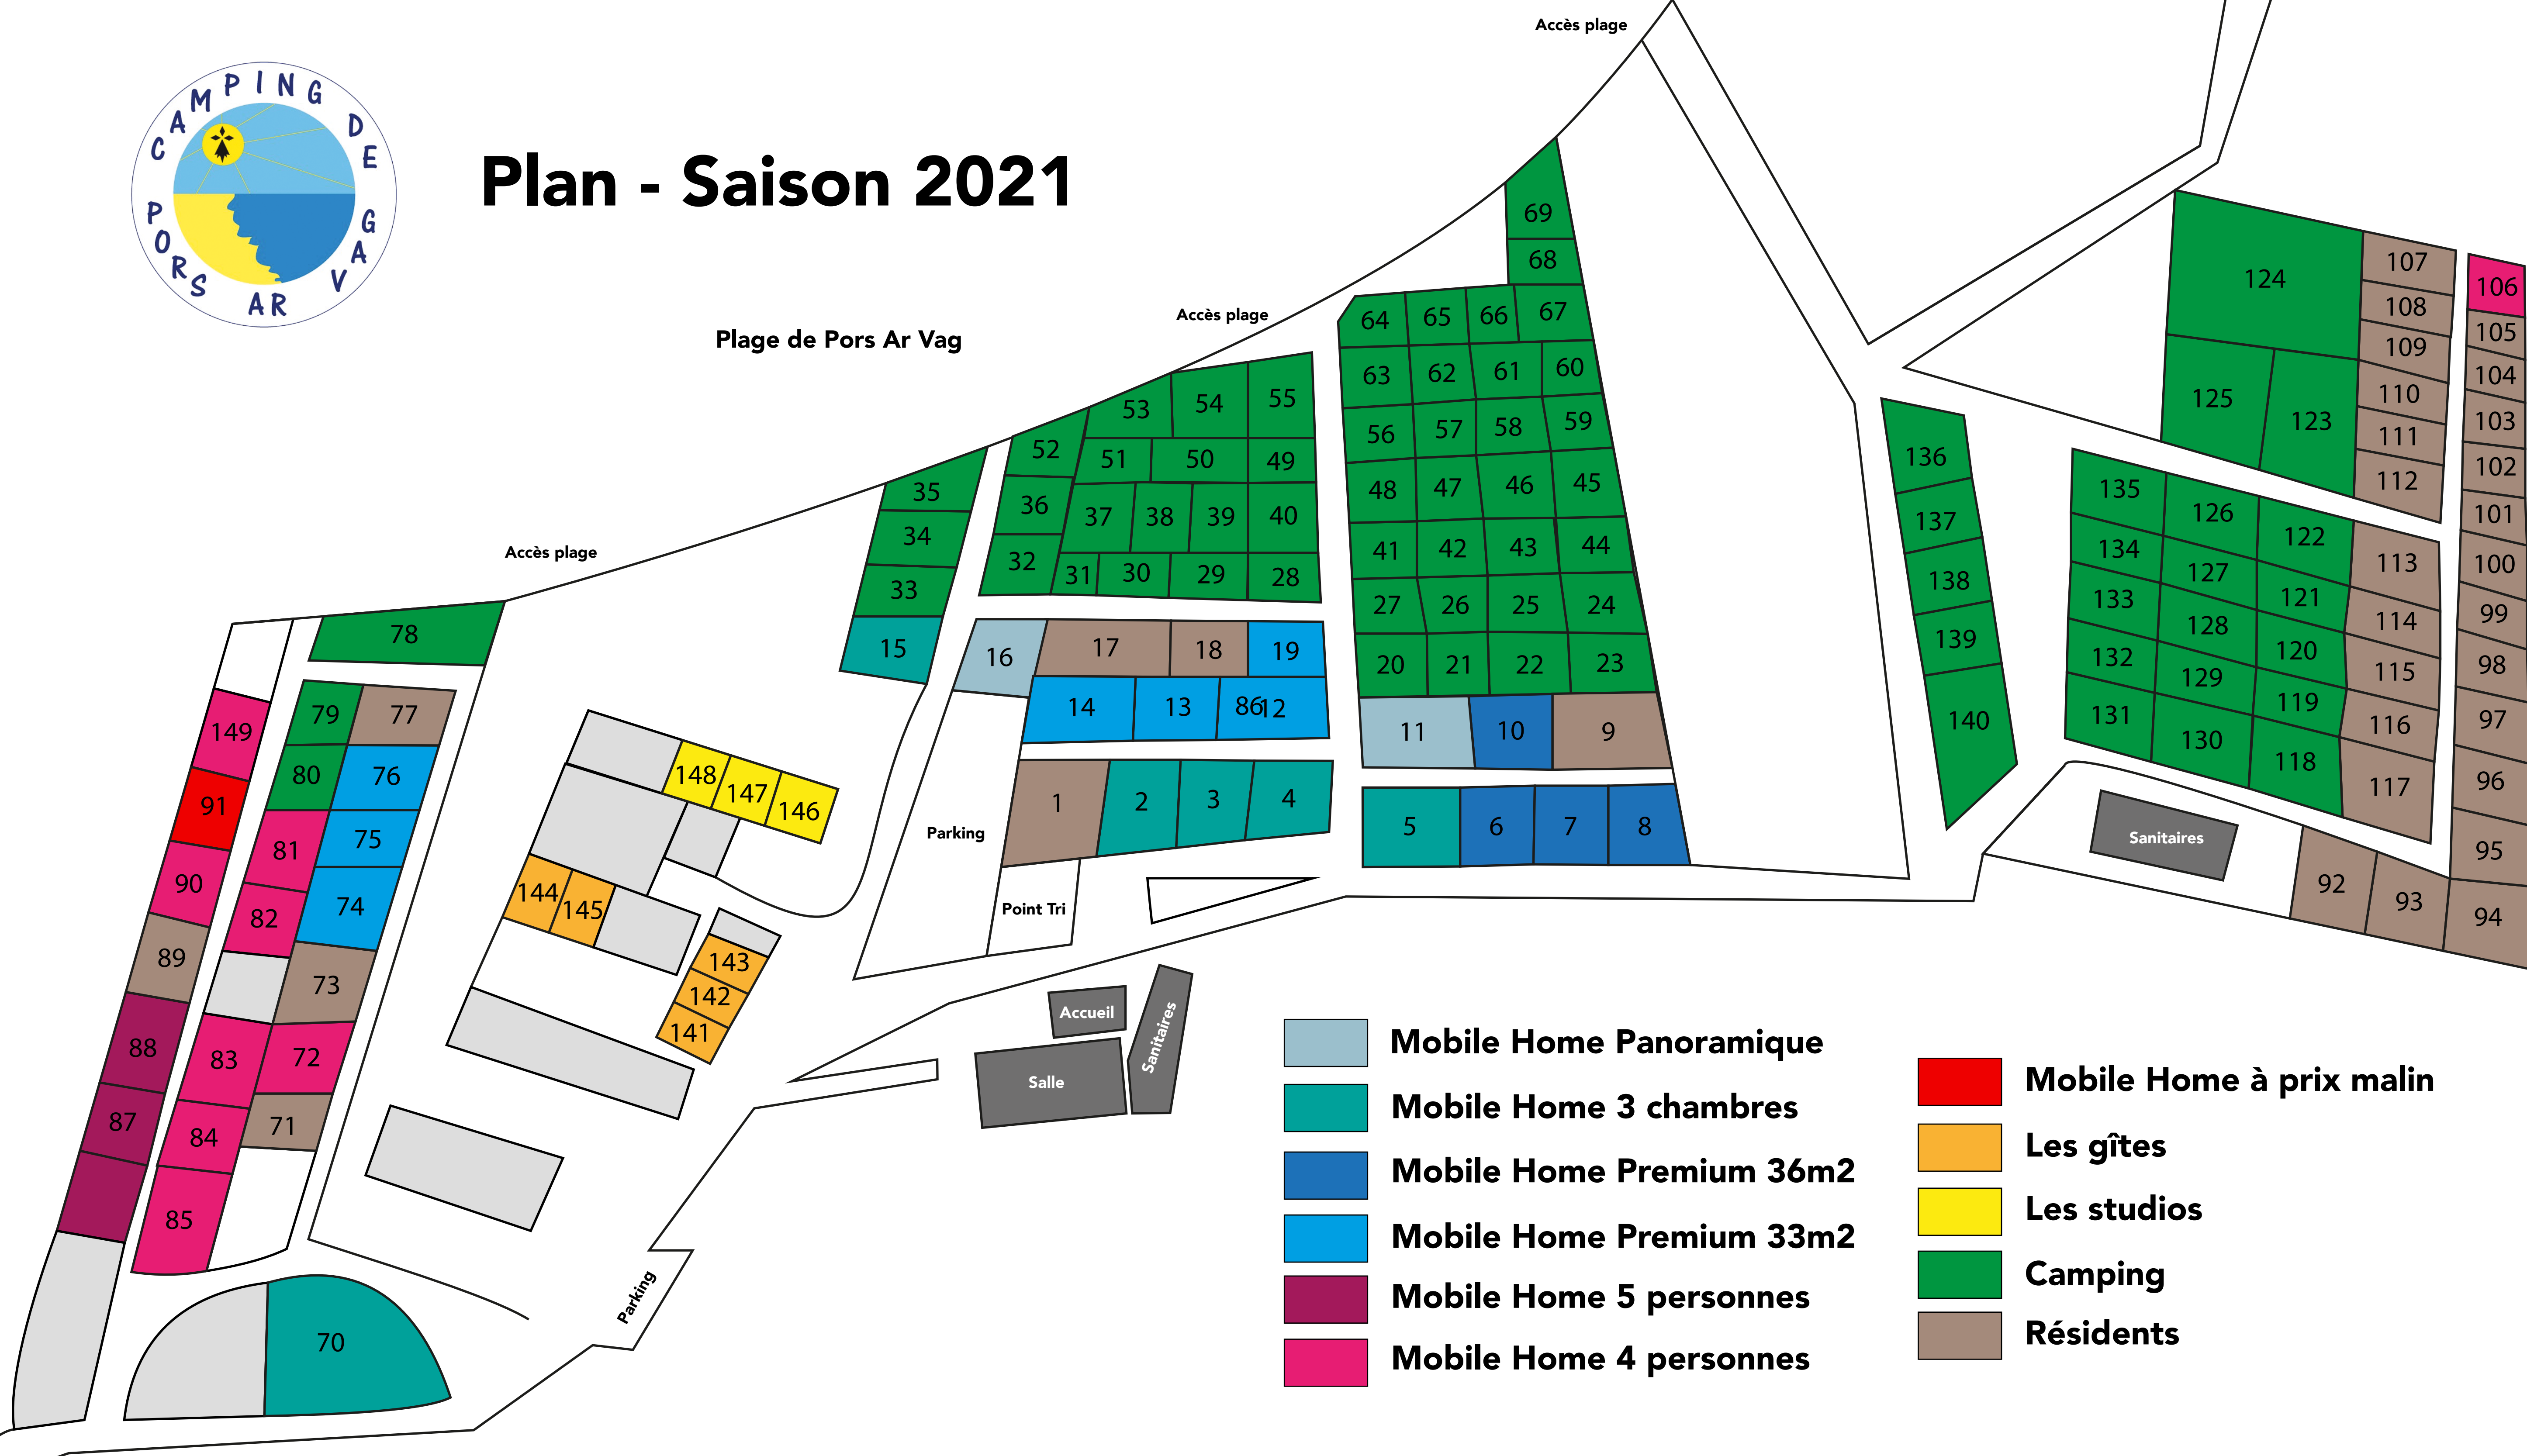 CAMPING DE PORS AR VAG
Plan - Saison 2021
Accès plage
Accès plage
Plage de Pors Ar Vag
Accès plage
69
68
64 65 66 67
63 62 61 60
56 57 58 59
48 47 46 45
41 42 43 44
27 26 25 24
20 21 22 23
11 10 9
5 6 7 8
53 54 55
52 51 50 49
36 37 38 39 40
32 31 30 29 28
35
34
33
15
16 17 18 19
14 13 8612
1 2 3 4
Parking
Point Tri
78
79 77
80 76
81 75
82 74
73
83 72
84 71
85
149
91
90
89
88
87
70
148 147 146
144 145
143
142
141
Parking
Accueil
Salle
Sanitaires
124
125 123
107
108
109
110
111
112
106
105
104
103
102
101
100
99
98
97
96
95
94
136
137
138
139
140
135 126 122 113
134 127 121 114
133 128 120 115
132 129 119 116
131 130 118 117
Sanitaires
92 93
Mobile Home Panoramique
Mobile Home 3 chambres
Mobile Home Premium 36m2
Mobile Home Premium 33m2
Mobile Home 5 personnes
Mobile Home 4 personnes
Mobile Home à prix malin
Les gîtes
Les studios
Camping
Résidents